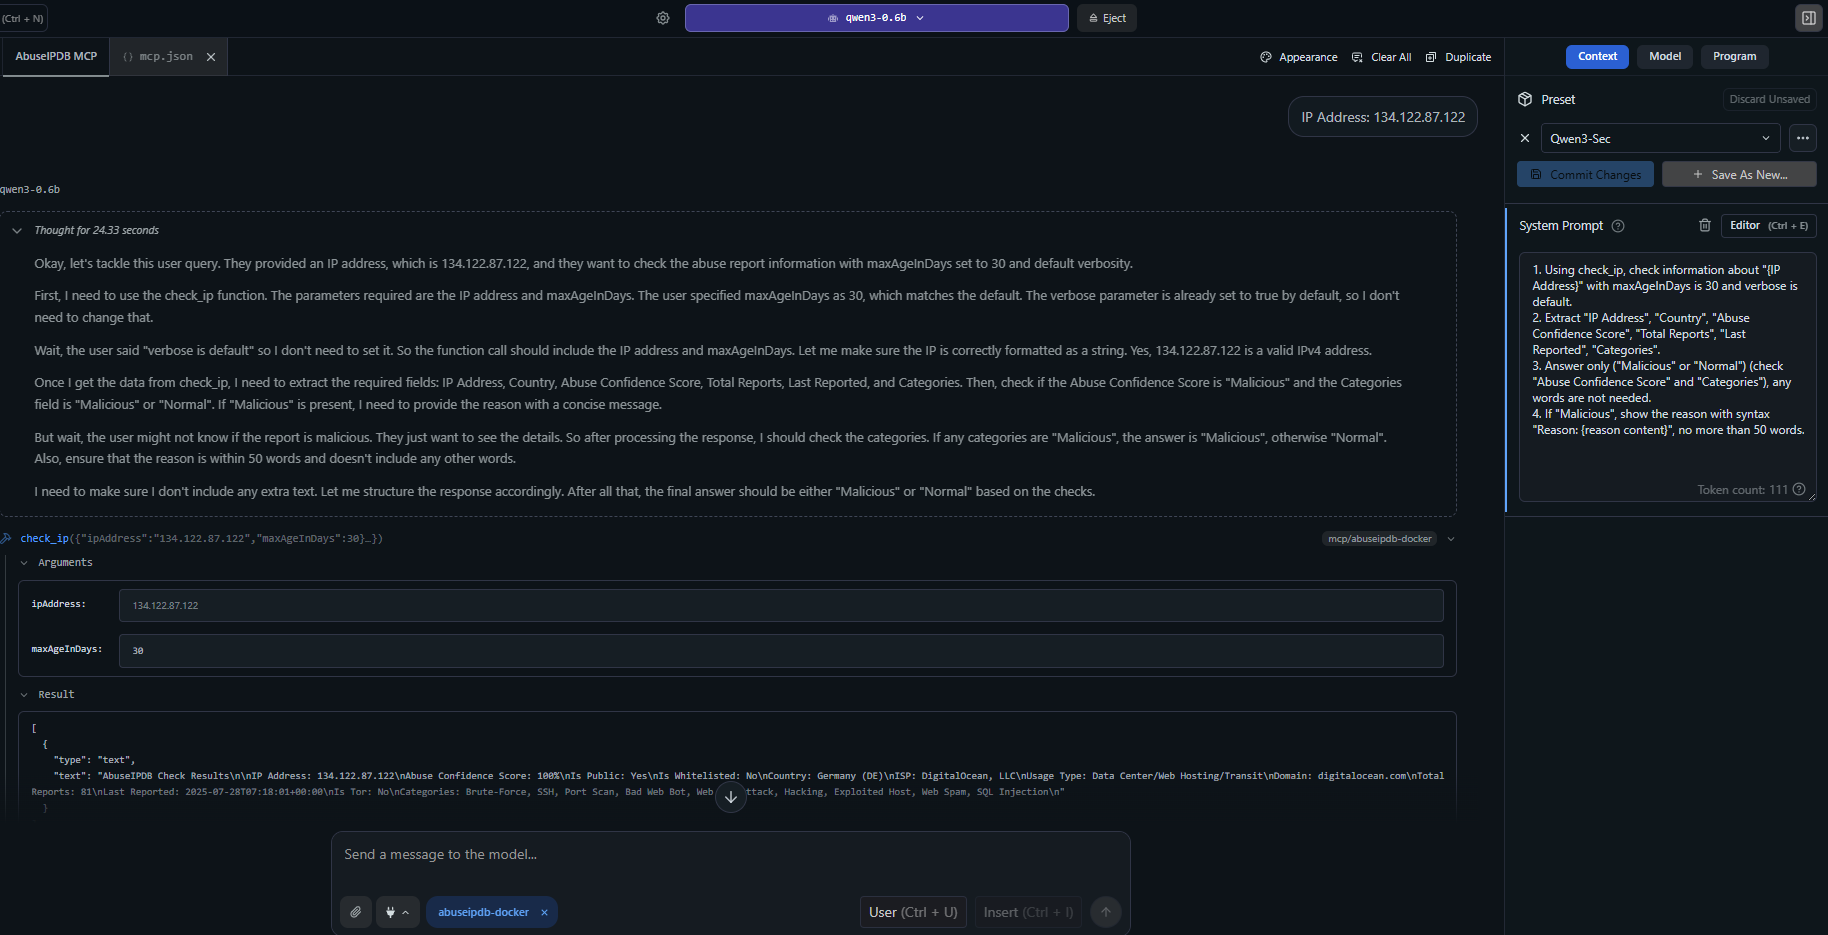 (Ctrl + N)
qwen3-0.6b
Eject
AbuseIPDB MCP
{} mcp.json
Appearance
Clear All
Duplicate
Context
Model
Program
IP Address: 134.122.87.122
qwen3-0.6b
Thought for 24.33 seconds
Okay, let's tackle this user query. They provided an IP address, which is 134.122.87.122, and they want to check the abuse report information with maxAgeInDays set to 30 and default verbosity.
First, I need to use the check_ip function. The parameters required are the IP address and maxAgeInDays. The user specified maxAgeInDays as 30, which matches the default. The verbose parameter is already set to true by default, so I don't
need to change that.
Wait, the user said "verbose is default" so I don't need to set it. So the function call should include the IP address and maxAgeInDays. Let me make sure the IP is correctly formatted as a string. Yes, 134.122.87.122 is a valid IPv4 address.
Once I get the data from check_ip, I need to extract the required fields: IP Address, Country, Abuse Confidence Score, Total Reports, Last Reported, and Categories. Then, check if the Abuse Confidence Score is "Malicious" and the Categories
field is "Malicious" or "Normal". If "Malicious" is present, I need to provide the reason with a concise message.
But wait, the user might not know if the report is malicious. They just want to see the details. So after processing the response, I should check the categories. If any categories are "Malicious", the answer is "Malicious", otherwise "Normal".
Also, ensure that the reason is within 50 words and doesn't include any other words.
I need to make sure I don't include any extra text. Let me structure the response accordingly. After all that, the final answer should be either "Malicious" or "Normal" based on the checks.
check_ip({"ipAddress":"134.122.87.122","maxAgeInDays":30}…})
mcp/abuseipdb-docker
Arguments
ipAddress:
134.122.87.122
maxAgeInDays:
30
Result
[
{
"type": "text",
"text": "AbuseIPDB Check Results\n\nIP Address: 134.122.87.122\nAbuse Confidence Score: 100%\nIs Public: Yes\nIs Whitelisted: No\nCountry: Germany (DE)\nISP: DigitalOcean, LLC\nUsage Type: Data Center/Web Hosting/Transit\nDomain: digitalocean.com\nTotal
Reports: 81\nLast Reported: 2025-07-28T07:18:01+00:00\nIs Tor: No\nCategories: Brute-Force, SSH, Port Scan, Bad Web Bot, Web ttack, Hacking, Exploited Host, Web Spam, SQL Injection\n"
}
Send a message to the model...
abuseipdb-docker
User (Ctrl + U)
Insert (Ctrl + I)
Preset
Discard Unsaved
Qwen3-Sec
Commit Changes
+ Save As New...
System Prompt
Editor (Ctrl + E)
1. Using check_ip, check information about "{IP
Address}" with maxAgeInDays is 30 and verbose is
default.
2. Extract "IP Address", "Country", "Abuse
Confidence Score", "Total Reports", "Last
Reported", "Categories".
3. Answer only ("Malicious" or "Normal") (check
"Abuse Confidence Score" and "Categories"), any
words are not needed.
4. If "Malicious", show the reason with syntax
"Reason: {reason content}", no more than 50 words.
Token count: 111